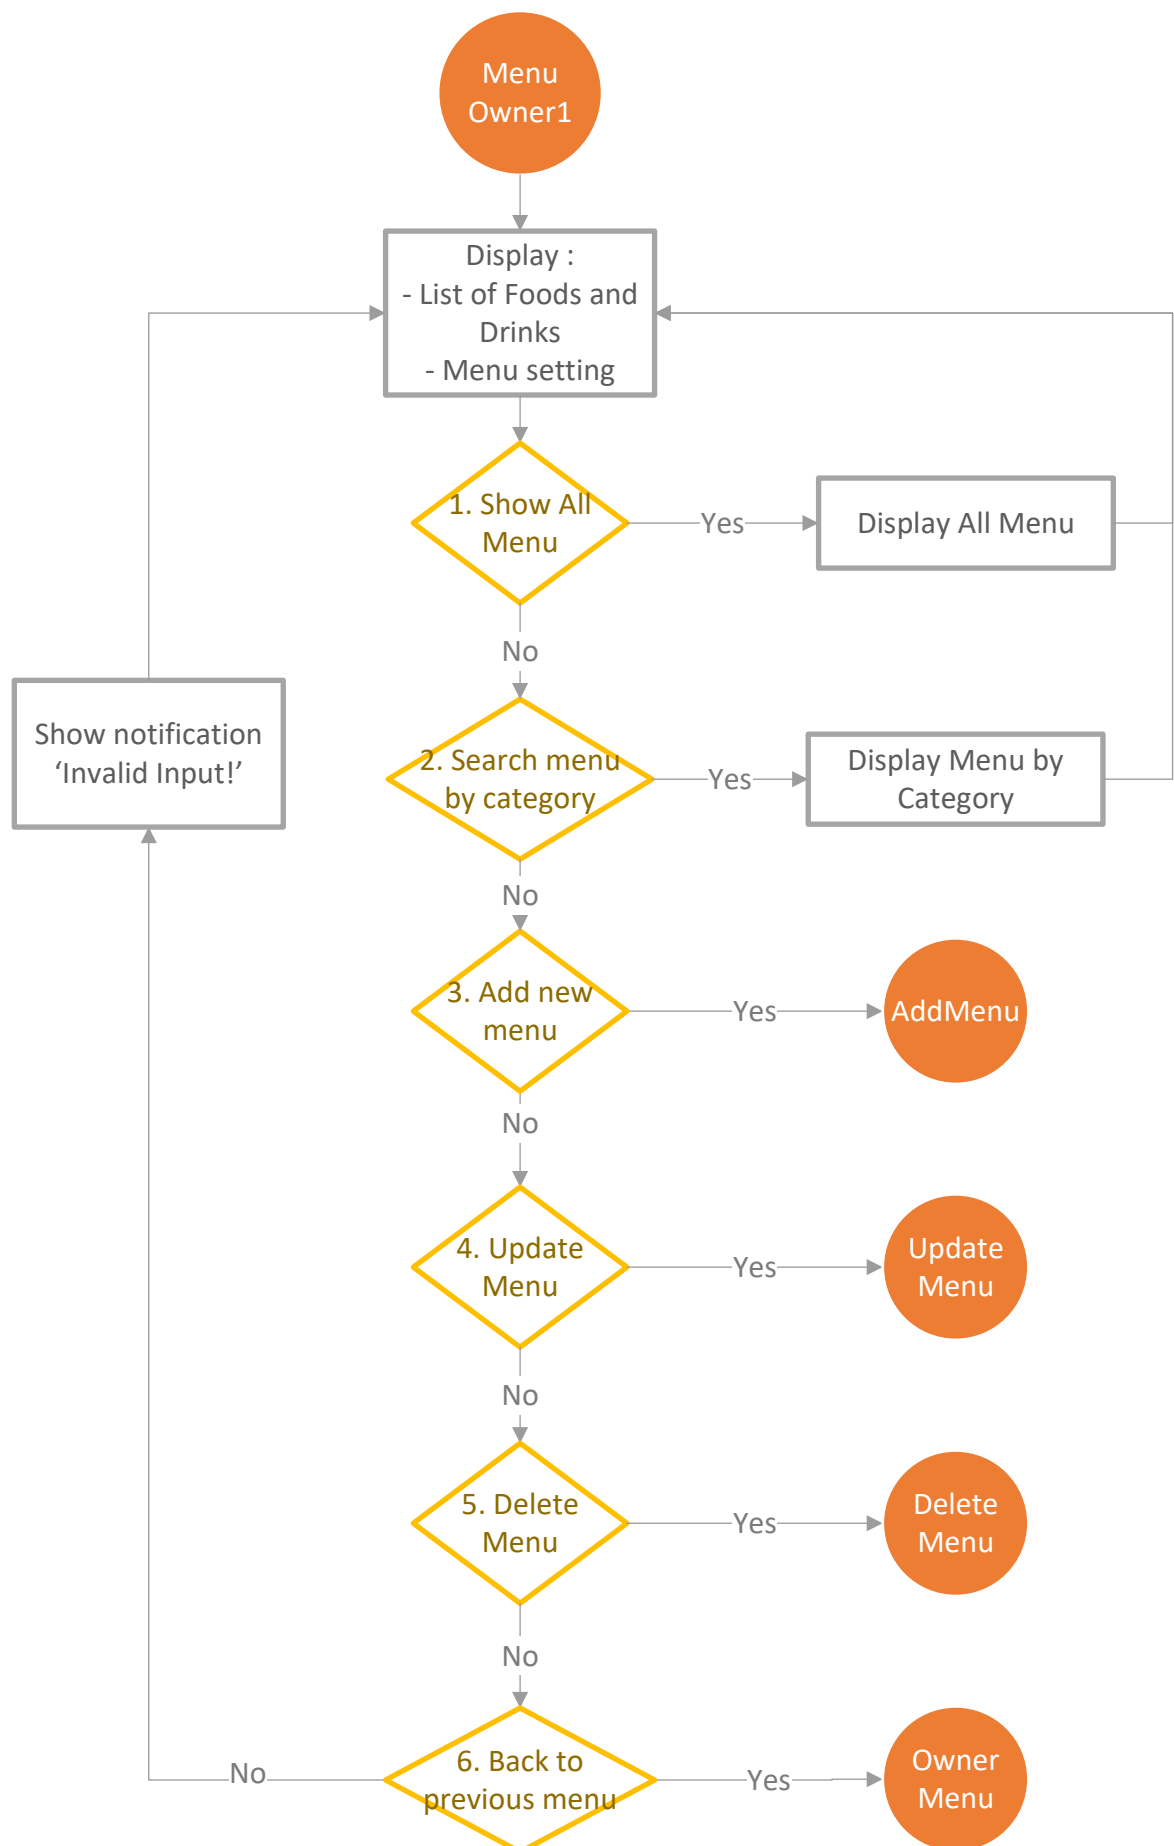 Menu
Owner1
Display :
- List of Foods and
Drinks
- Menu setting
1. Show All
Menu
Yes
Display All Menu
No
Show notification
‘Invalid Input!’
2. Search menu
by category
Yes
Display Menu by
Category
No
3. Add new
menu
Yes
AddMenu
No
4. Update
Menu
Yes
Update
Menu
No
5. Delete
Menu
Yes
Delete
Menu
No
6. Back to
previous menu
No
Yes
Owner
Menu